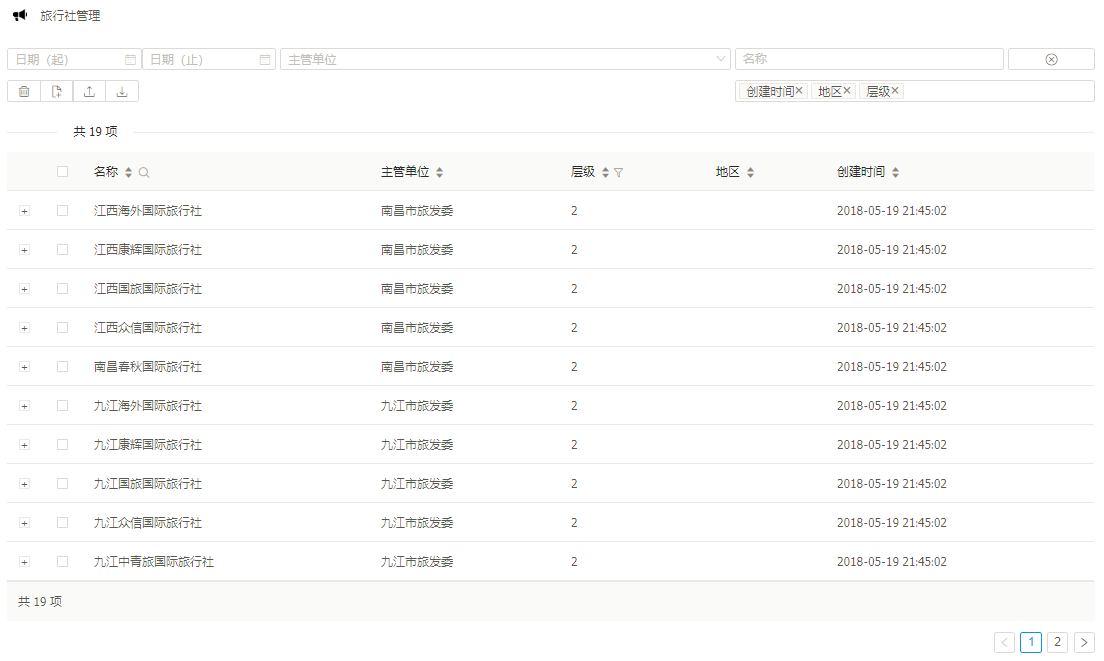 旅行社管理
日期（起） 日期（止） 主管单位 名称
创建时间 地区 层级
共 19 项
名称 主管单位 层级 地区 创建时间
江西海外国际旅行社 南昌市旅发委 2 2018-05-19 21:45:02
江西康辉国际旅行社 南昌市旅发委 2 2018-05-19 21:45:02
江西国旅国际旅行社 南昌市旅发委 2 2018-05-19 21:45:02
江西众信国际旅行社 南昌市旅发委 2 2018-05-19 21:45:02
南昌春秋国际旅行社 南昌市旅发委 2 2018-05-19 21:45:02
九江海外国际旅行社 九江市旅发委 2 2018-05-19 21:45:02
九江康辉国际旅行社 九江市旅发委 2 2018-05-19 21:45:02
九江国旅国际旅行社 九江市旅发委 2 2018-05-19 21:45:02
九江众信国际旅行社 九江市旅发委 2 2018-05-19 21:45:02
九江中青旅国际旅行社 九江市旅发委 2 2018-05-19 21:45:02
共 19 项
1 2